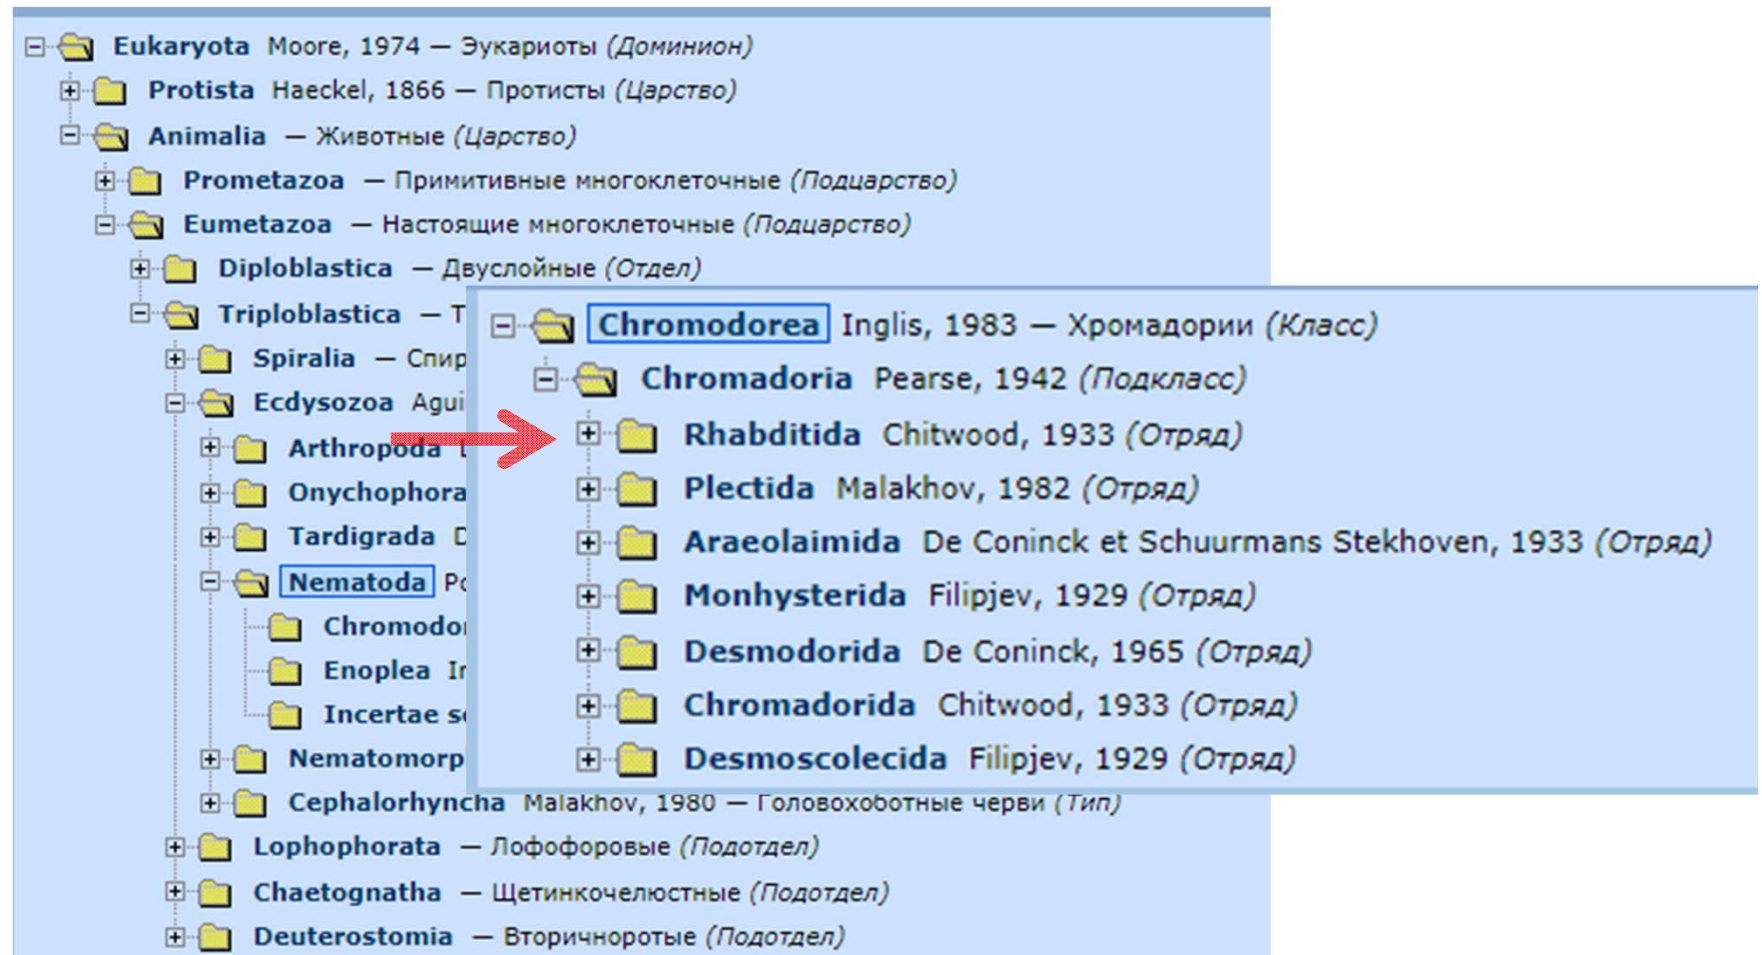 Eukaryota Moore, 1974 — Эукариоты (Доминион)
Protista Haeckel, 1866 — Протисты (Царство)
Animalia — Животные (Царство)
Prometazoa — Примитивные многоклеточные (Подцарство)
Eumetazoa — Настоящие многоклеточные (Подцарство)
Diploblastica — Двуслойные (Отдел)
Triploblastica —
Spiralia —
Ecdysozoa
Arthropoda
Onychophora
Tardigrada
Nematoda
Enoplea
Incertae
Cephalorhyncha Malakhov, 1980 — Головохоботные черви (Тип)
Lophophorata — Лофофоровые (Подотдел)
Chaetognatha — Щетинкочелюстные (Подотдел)
Deuterostomia — Вторичноротые (Подотдел)
Chromodorea Inglis, 1983 — Хромадории (Класс)
Chromadoria Pearse, 1942 (Подкласс)
Rhabditida Chitwood, 1933 (Отряд)
Plectida Malakhov, 1982 (Отряд)
Araeolaimida De Coninck et Schuurmans Stekhoven, 1933 (Отряд)
Monhysterida Filipjev, 1929 (Отряд)
Desmodorida De Coninck, 1965 (Отряд)
Chromadorida Chitwood, 1933 (Отряд)
Desmoscolecida Filipjev, 1929 (Отряд)